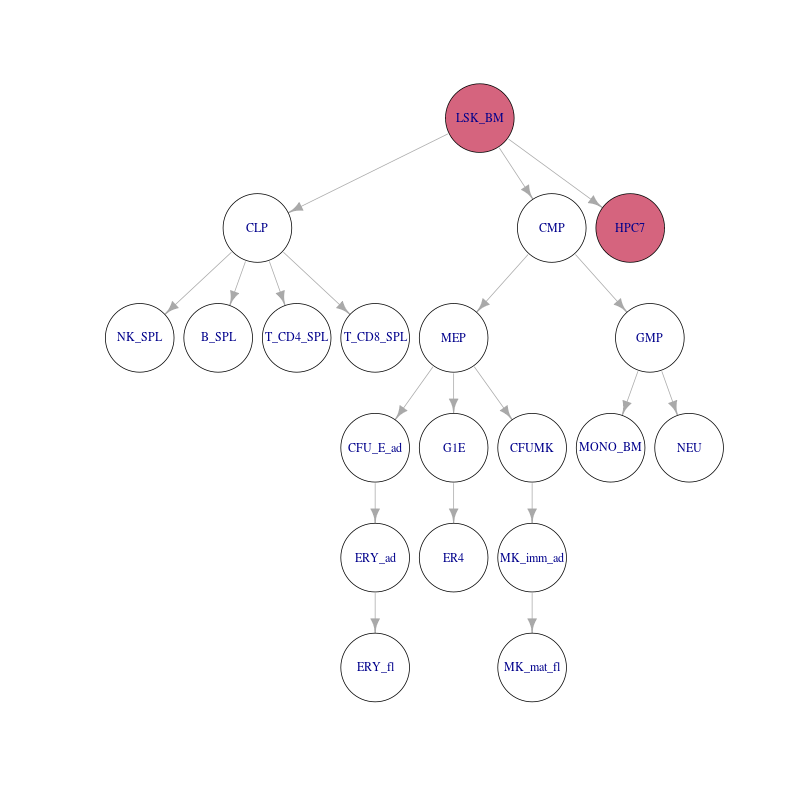 LSK_BM
CLP
CMP
HPC7
NK_SPL
B_SPL
T_CD4_SPL
T_CD8_SPL
MEP
GMP
CFU_E_ad
G1E
CFUMK
MONO_BM
NEU
ERY_ad
ER4
MK_imm_ad
ERY_fl
MK_mat_fl